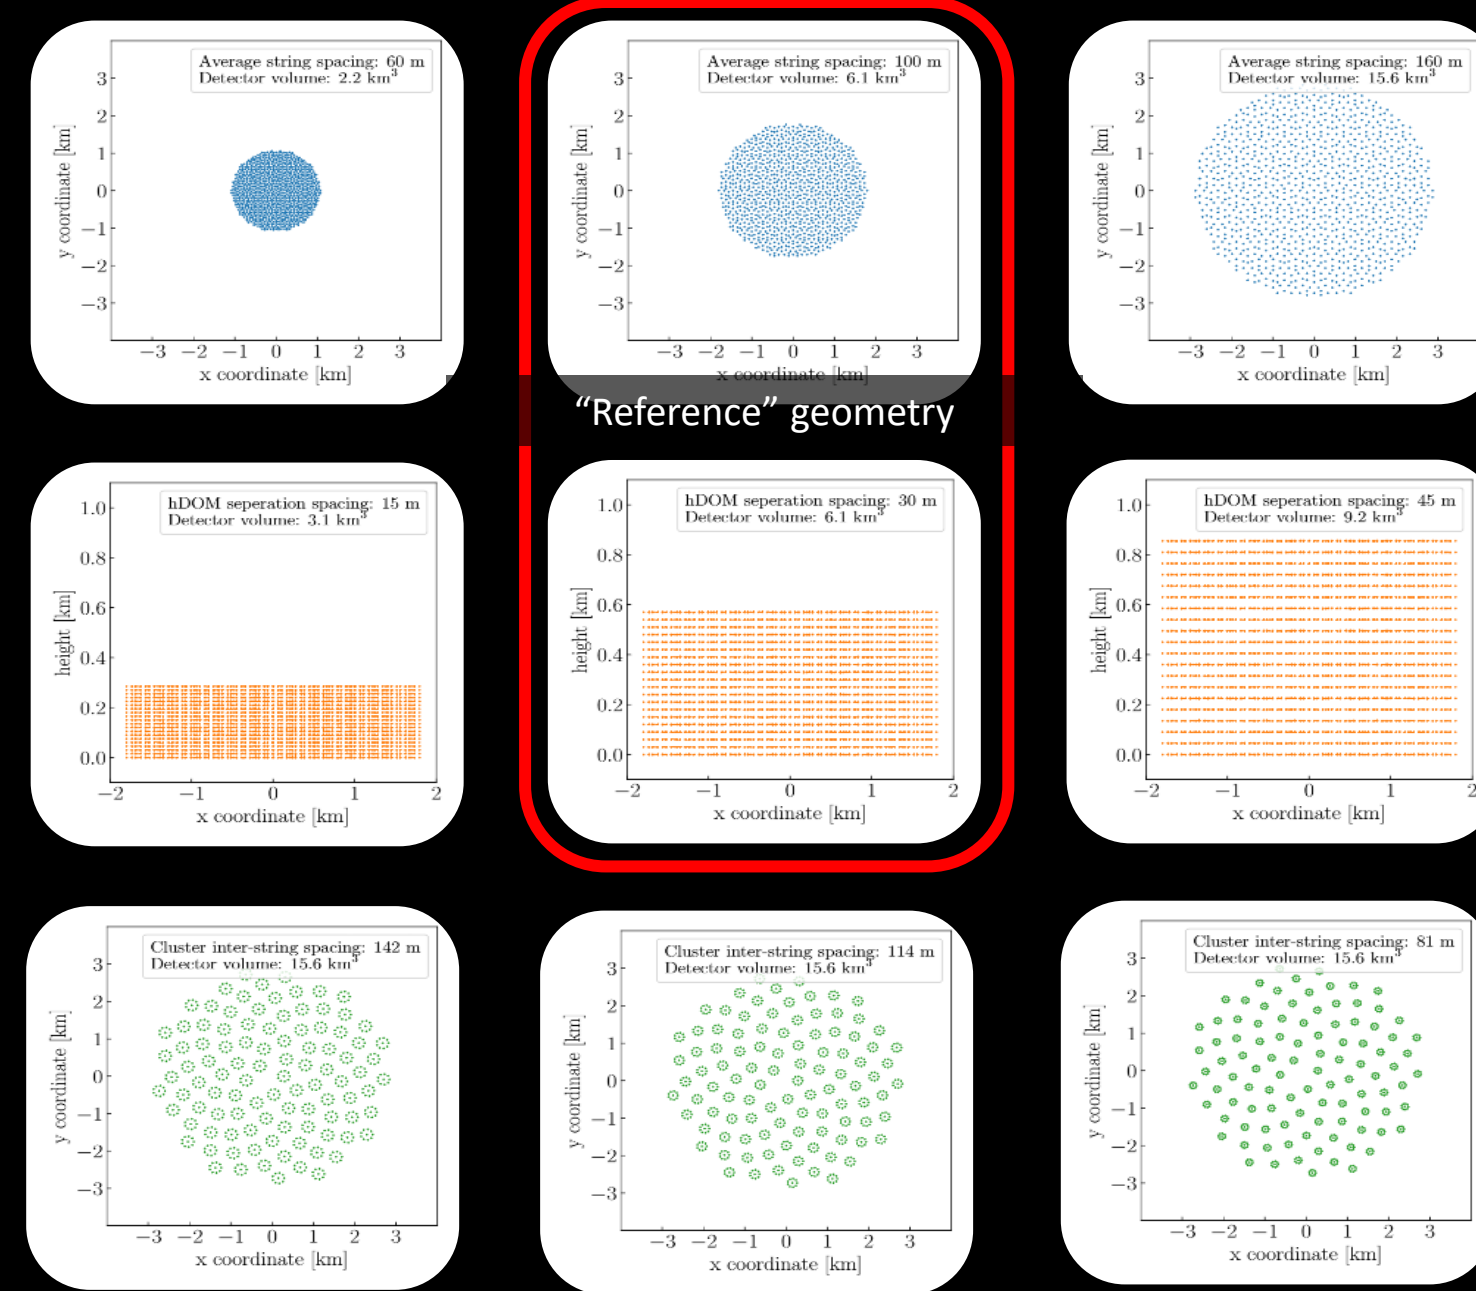 Average string spacing: 60 m
Detector volume: 2.2 km³
3
2
1
0
−1
−2
−3
y coordinate [km]
−3 −2 −1 0 1 2 3
x coordinate [km]
Average string spacing: 100 m
Detector volume: 6.1 km³
3
2
1
0
−1
−2
−3
y coordinate [km]
−3 −2 −1 0 1 2 3
x coordinate [km]
Average string spacing: 160 m
Detector volume: 15.6 km³
3
2
1
0
−1
−2
−3
y coordinate [km]
−3 −2 −1 0 1 2 3
x coordinate [km]
“Reference” geometry
hDOM seperation spacing: 15 m
Detector volume: 3.1 km³
1.0
0.8
0.6
0.4
0.2
0.0
height [km]
−2 −1 0 1 2
x coordinate [km]
hDOM seperation spacing: 30 m
Detector volume: 6.1 km³
1.0
0.8
0.6
0.4
0.2
0.0
height [km]
−2 −1 0 1 2
x coordinate [km]
hDOM seperation spacing: 45 m
Detector volume: 9.2 km³
1.0
0.8
0.6
0.4
0.2
0.0
height [km]
−2 −1 0 1 2
x coordinate [km]
Cluster inter-string spacing: 142 m
Detector volume: 15.6 km³
3
2
1
0
−1
−2
−3
y coordinate [km]
−3 −2 −1 0 1 2 3
x coordinate [km]
Cluster inter-string spacing: 114 m
Detector volume: 15.6 km³
3
2
1
0
−1
−2
−3
y coordinate [km]
−3 −2 −1 0 1 2 3
x coordinate [km]
Cluster inter-string spacing: 81 m
Detector volume: 15.6 km³
3
2
1
0
−1
−2
−3
y coordinate [km]
−3 −2 −1 0 1 2 3
x coordinate [km]